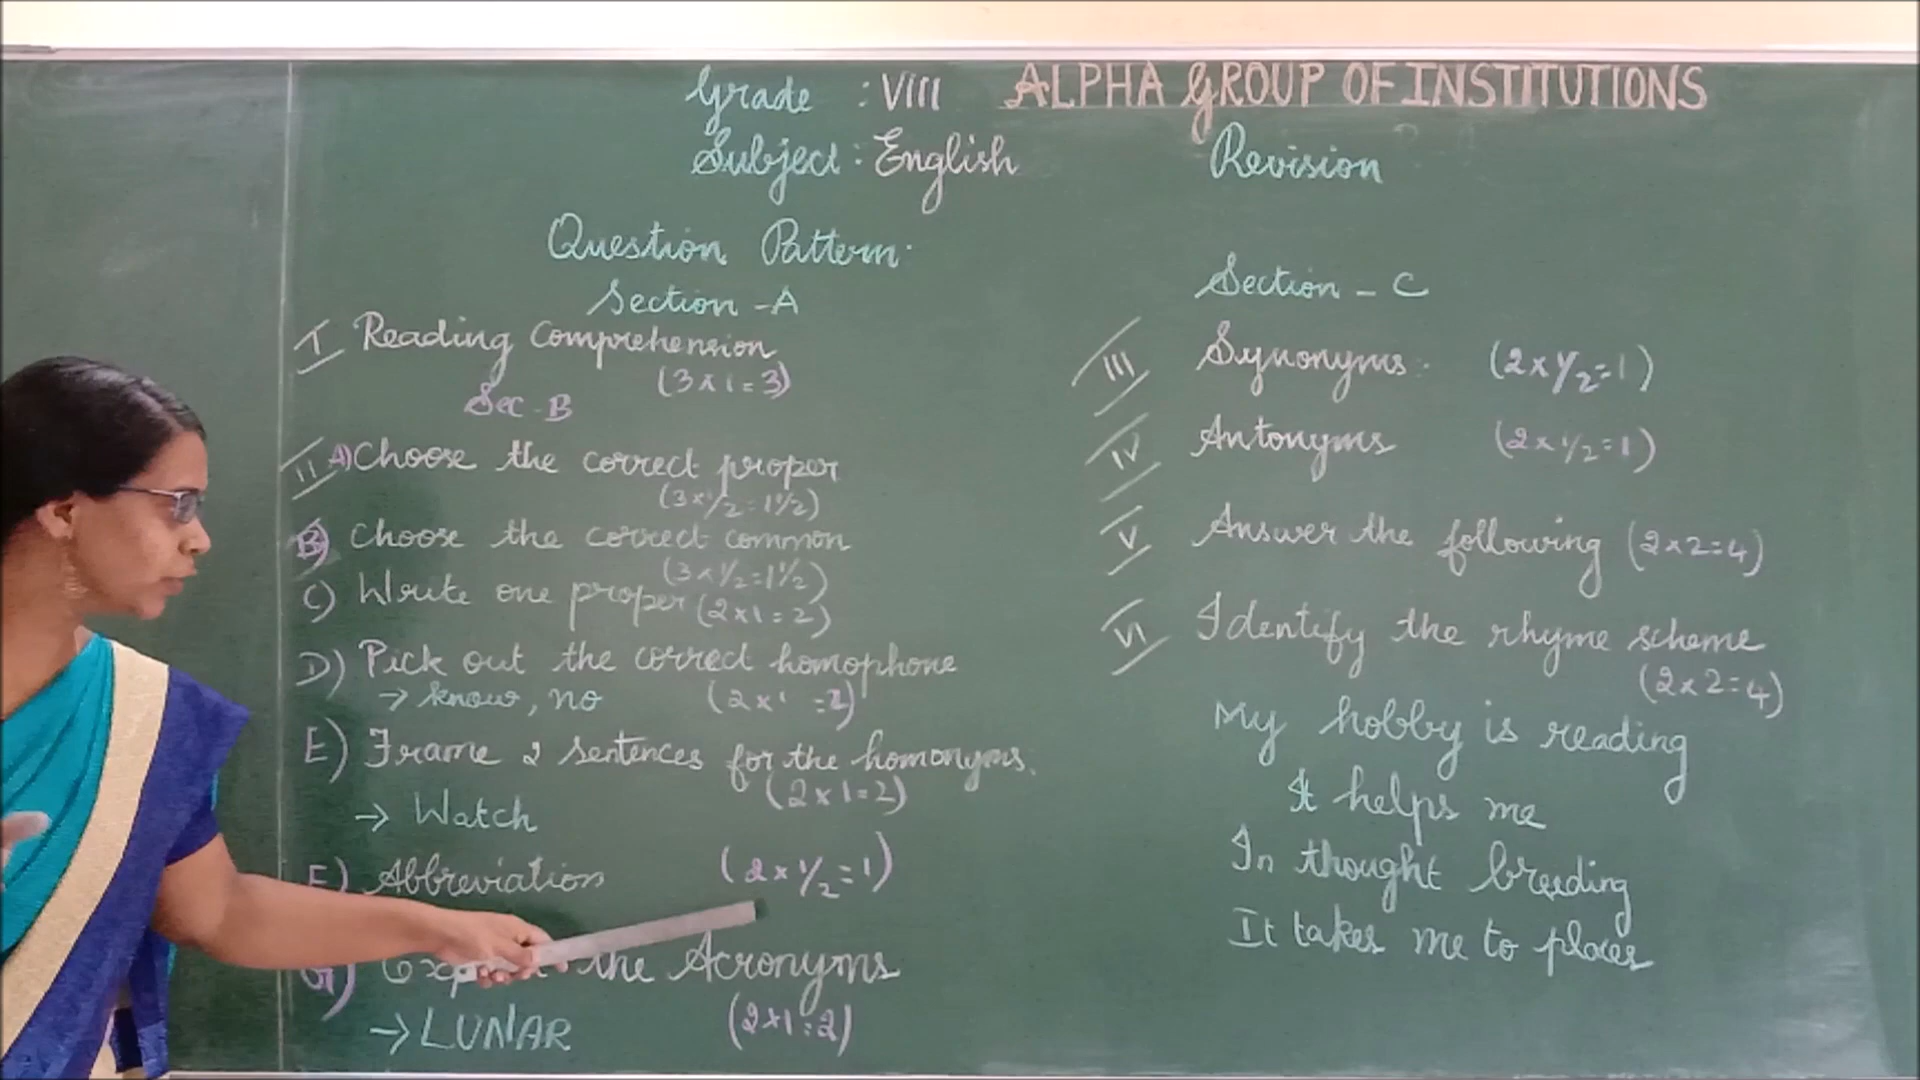 Grade : VIII ALPHA GROUP OF INSTITUTIONS
Subject : English Revision
Question Pattern.
Section - A
I Reading Comprehension
(3x1=3)
Sec - B
II A) Choose the correct proper
(3x1/2=1 1/2)
B) Choose the correct common
(3x1/2=1 1/2)
C) Write one proper (2x1=2)
D) Pick out the correct homophone
→ know, no (2x1=2)
E) Frame 2 sentences for the homonyms.
(2x1=2)
→ Watch
F) Abbreviation (2x1/2=1)
G) the Acronyms
→ LUNAR (2x1=2)
Section - C
III Synonyms. (2x1/2=1)
IV Antonyms (2x1/2=1)
V Answer the following (2x2=4)
VI Identify the rhyme scheme
(2x2=4)
My hobby is reading
It helps me
In thought breeding
It takes me to places